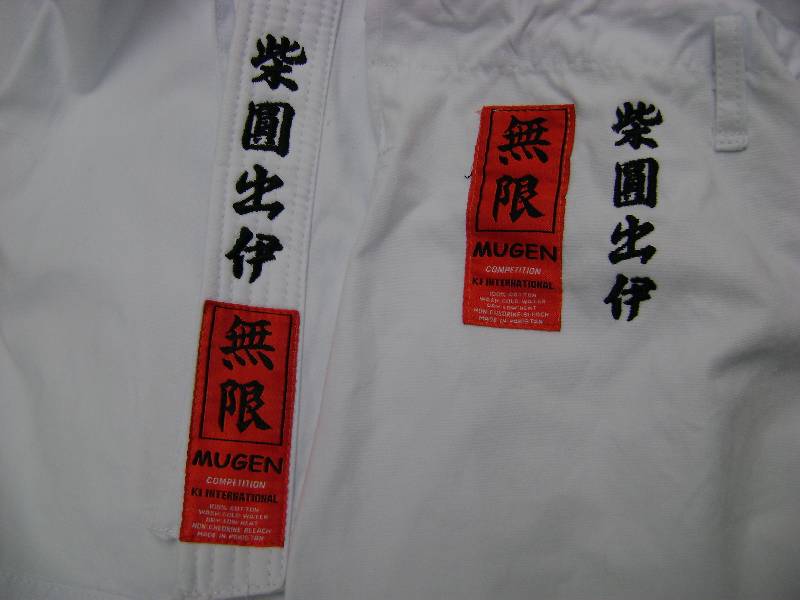 柴圓出伊
無限
MUGEN
COMPETITION
KI INTERNATIONAL
100% COTTON
WASH COLD WATER
DRY LOW HEAT
NON-CHLORINE BLEACH
MADE IN PAKISTAN
無限
MUGEN
COMPETITION
KI INTERNATIONAL
100% COTTON
WASH COLD WATER
DRY LOW HEAT
NON-CHLORINE BLEACH
MADE IN PAKISTAN
柴圓出伊